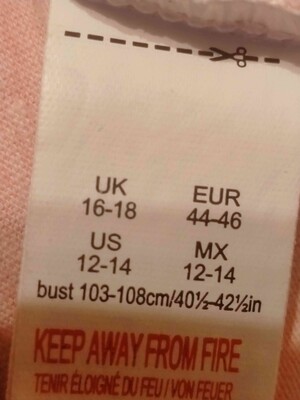 UK EUR
16-18 44-46
US MX
12-14 12-14
bust 103-108cm/40½-42½in
KEEP AWAY FROM FIRE
TENIR ÉLOIGNÉ DU FEU / VON FEUER